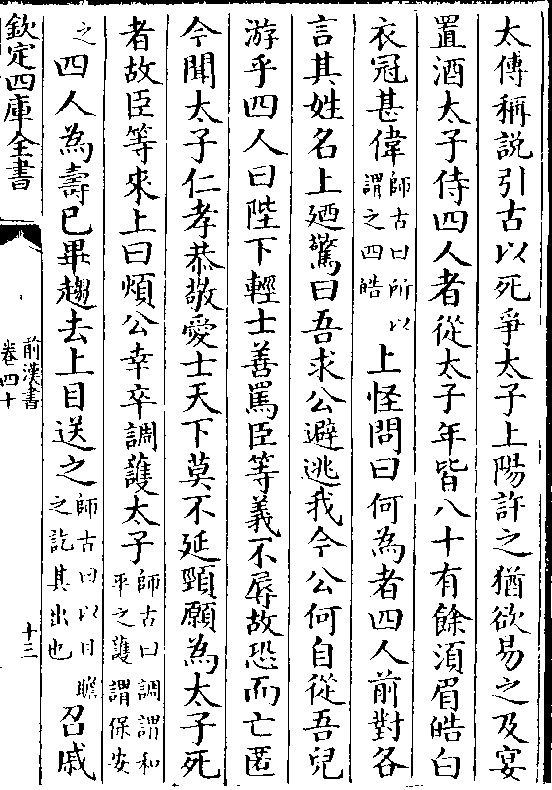 太傅稱說引古以死爭太子上陽許之猶欲易之及宴
置酒太子侍四人者從太子年皆八十有餘須眉皓白
衣冠甚偉師古曰所以謂之四皓上怪問曰何為者四人前對各
言其姓名上廼驚曰吾求公避逃我今公何自從吾兒
游乎四人曰陛下輕士善罵臣等義不辱故恐而亡匿
今聞太子仁孝恭敬愛士天下莫不延頸願為太子死
者故臣等來上曰煩公幸卒調護太子師古曰調謂和平之護謂保安
之四人為壽已畢趨去上目送之師古曰以目瞻之訖其出也召戚
欽定四庫全書
前漢書
卷四十
十三